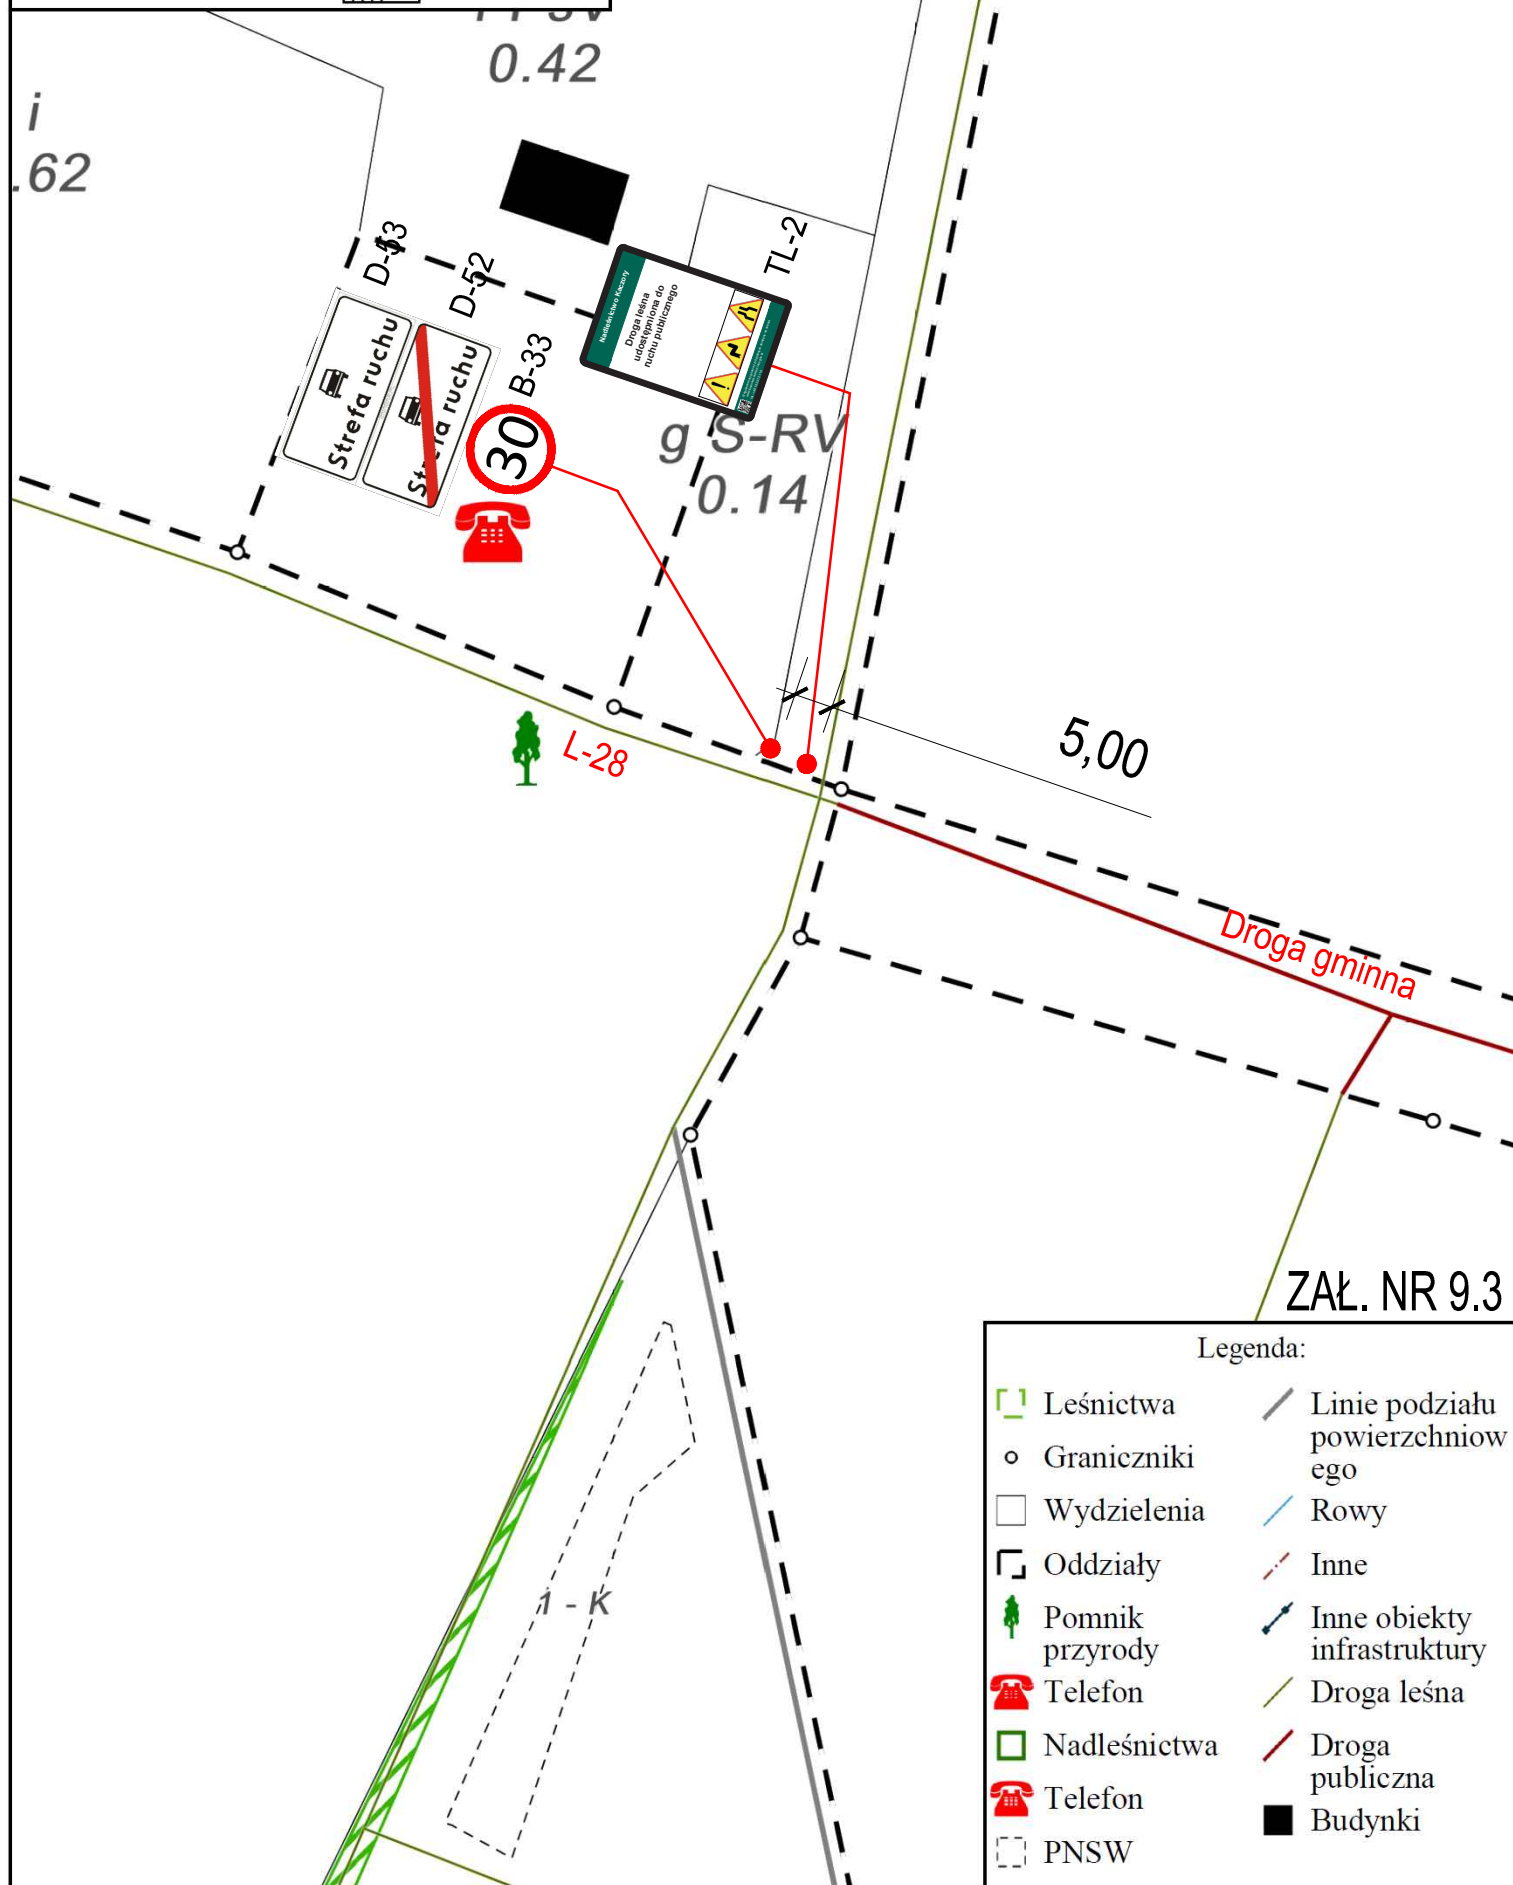 0.42
i
.62
D-53
D-52
B-33
TL-2
Strefa ruchu
Strefa ruchu
30
Nadleśnictwo Kaczory
Droga leśna
udostępniona do
ruchu publicznego
g S-RV
0.14
L-28
5,00
Droga gminna
1 - K
ZAŁ. NR 9.3
Legenda:
Leśnictwa
Graniczniki
Wydzielenia
Oddziały
Pomnik
przyrody
Telefon
Nadleśnictwa
Telefon
PNSW
Linie podziału
powierzchniow
ego
Rowy
Inne
Inne obiekty
infrastruktury
Droga leśna
Droga
publiczna
Budynki